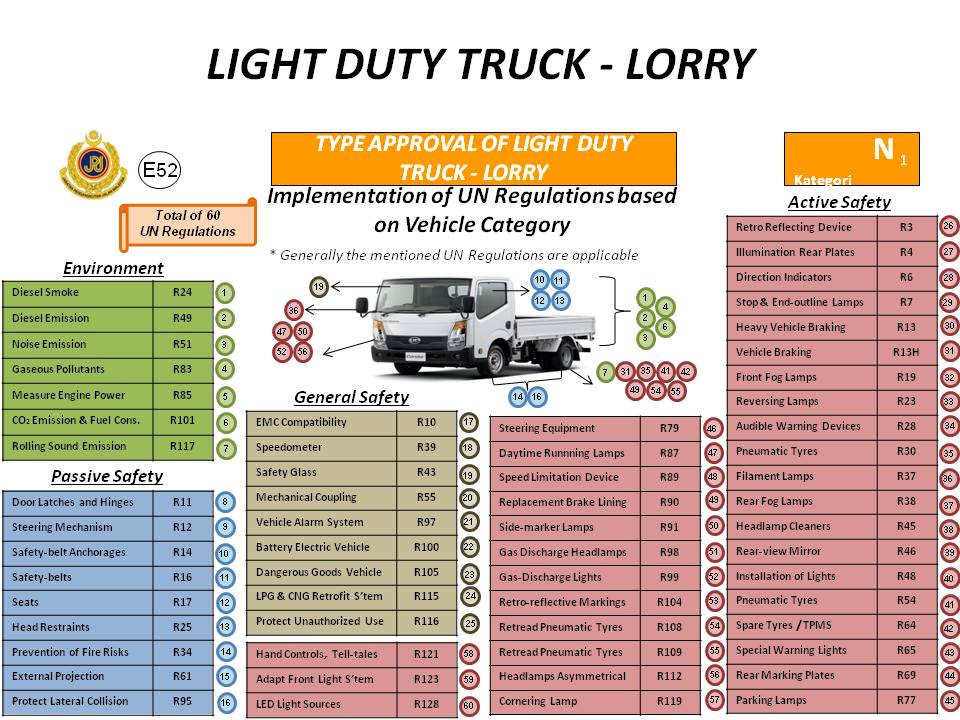 LIGHT DUTY TRUCK - LORRY
E52
TYPE APPROVAL OF LIGHT DUTY
TRUCK - LORRY
N 1
Kategori
Total of 60
UN Regulations
Implementation of UN Regulations based
on Vehicle Category
* Generally the mentioned UN Regulations are applicable
Environment
Diesel Smoke R24 1
Diesel Emission R49 2
Noise Emission R51 3
Gaseous Pollutants R83 4
Measure Engine Power R85 5
CO2 Emission & Fuel Cons. R101 6
Rolling Sound Emission R117 7
Passive Safety
Door Latches and Hinges R11 8
Steering Mechanism R12 9
Safety-belt Anchorages R14 10
Safety-belts R16 11
Seats R17 12
Head Restraints R25 13
Prevention of Fire Risks R34 14
External Projection R61 15
Protect Lateral Collision R95 16
19
36
47 50
52 56
10 11
12 13
1
4
2
6
3
7 31 35 41 42
49 54 55
14 16
General Safety
EMC Compatibility R10 17
Speedometer R39 18
Safety Glass R43 19
Mechanical Coupling R55 20
Vehicle Alarm System R97 21
Battery Electric Vehicle R100 22
Dangerous Goods Vehicle R105 23
LPG & CNG Retrofit S'tem R115 24
Protect Unauthorized Use R116 25
Hand Controls, Tell-tales R121 58
Adapt Front Light S'tem R123 59
LED Light Sources R128 60
Steering Equipment R79 46
Daytime Runnning Lamps R87 47
Speed Limitation Device R89 48
Replacement Brake Lining R90 49
Side-marker Lamps R91 50
Gas Discharge Headlamps R98 51
Gas-Discharge Lights R99 52
Retro-reflective Markings R104 53
Retread Pneumatic Tyres R108 54
Retread Pneumatic Tyres R109 55
Headlamps Asymmetrical R112 56
Cornering Lamp R119 57
Active Safety
Retro Reflecting Device R3 26
Illumination Rear Plates R4 27
Direction Indicators R6 28
Stop & End-outline Lamps R7 29
Heavy Vehicle Braking R13 30
Vehicle Braking R13H 31
Front Fog Lamps R19 32
Reversing Lamps R23 33
Audible Warning Devices R28 34
Pneumatic Tyres R30 35
Filament Lamps R37 36
Rear Fog Lamps R38 37
Headlamp Cleaners R45 38
Rear-view Mirror R46 39
Installation of Lights R48 40
Pneumatic Tyres R54 41
Spare Tyres / TPMS R64 42
Special Warning Lights R65 43
Rear Marking Plates R69 44
Parking Lamps R77 45